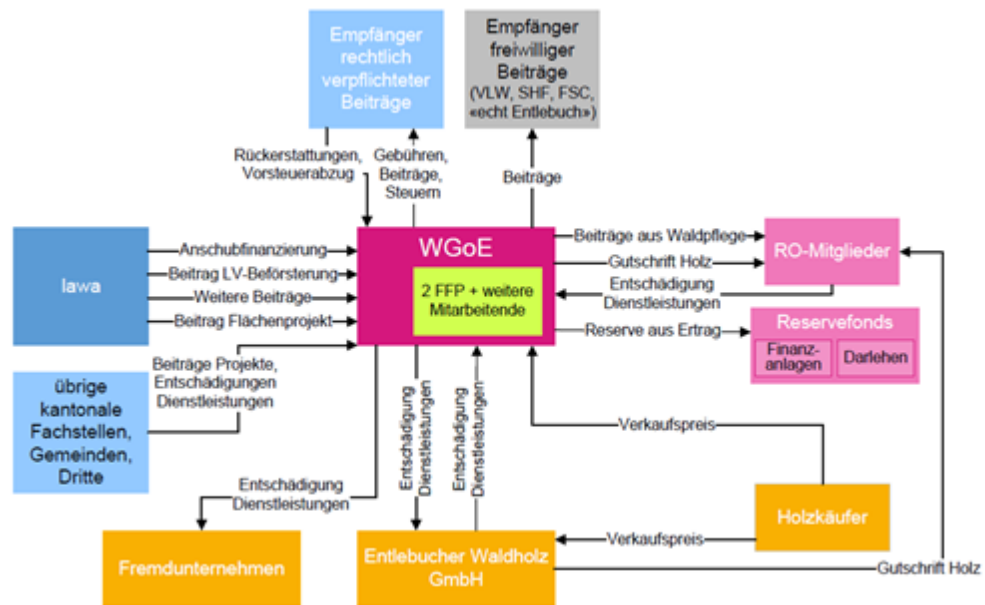 Empfänger
rechtlich
verpflichteter
Beiträge
Empfänger
freiwilliger
Beiträge
(VLW, SHF, FSC,
«echt Entlebuch»)
Rückerstattungen,
Vorsteuerabzug
Gebühren,
Beiträge,
Steuern
Beiträge
lawa
Anschubfinanzierung
Beitrag LV-Beförsterung
Weitere Beiträge
Beitrag Flächenprojekt
WGoE
2 FFP + weitere
Mitarbeitende
Beiträge aus Waldpflege
Gutschrift Holz
Entschädigung
Dienstleistungen
Reserve aus Ertrag
RO-Mitglieder
Reservefonds
Finanz-
anlagen
Darlehen
übrige
kantonale
Fachstellen,
Gemeinden,
Dritte
Beiträge Projekte,
Entschädigungen
Dienstleistungen
Entschädigung
Dienstleistungen
Entschädigung
Dienstleistungen
Entschädigung
Dienstleistungen
Verkaufspreis
Holzkäufer
Verkaufspreis
Gutschrift Holz
Fremdunternehmen
Entlebucher Waldholz
GmbH